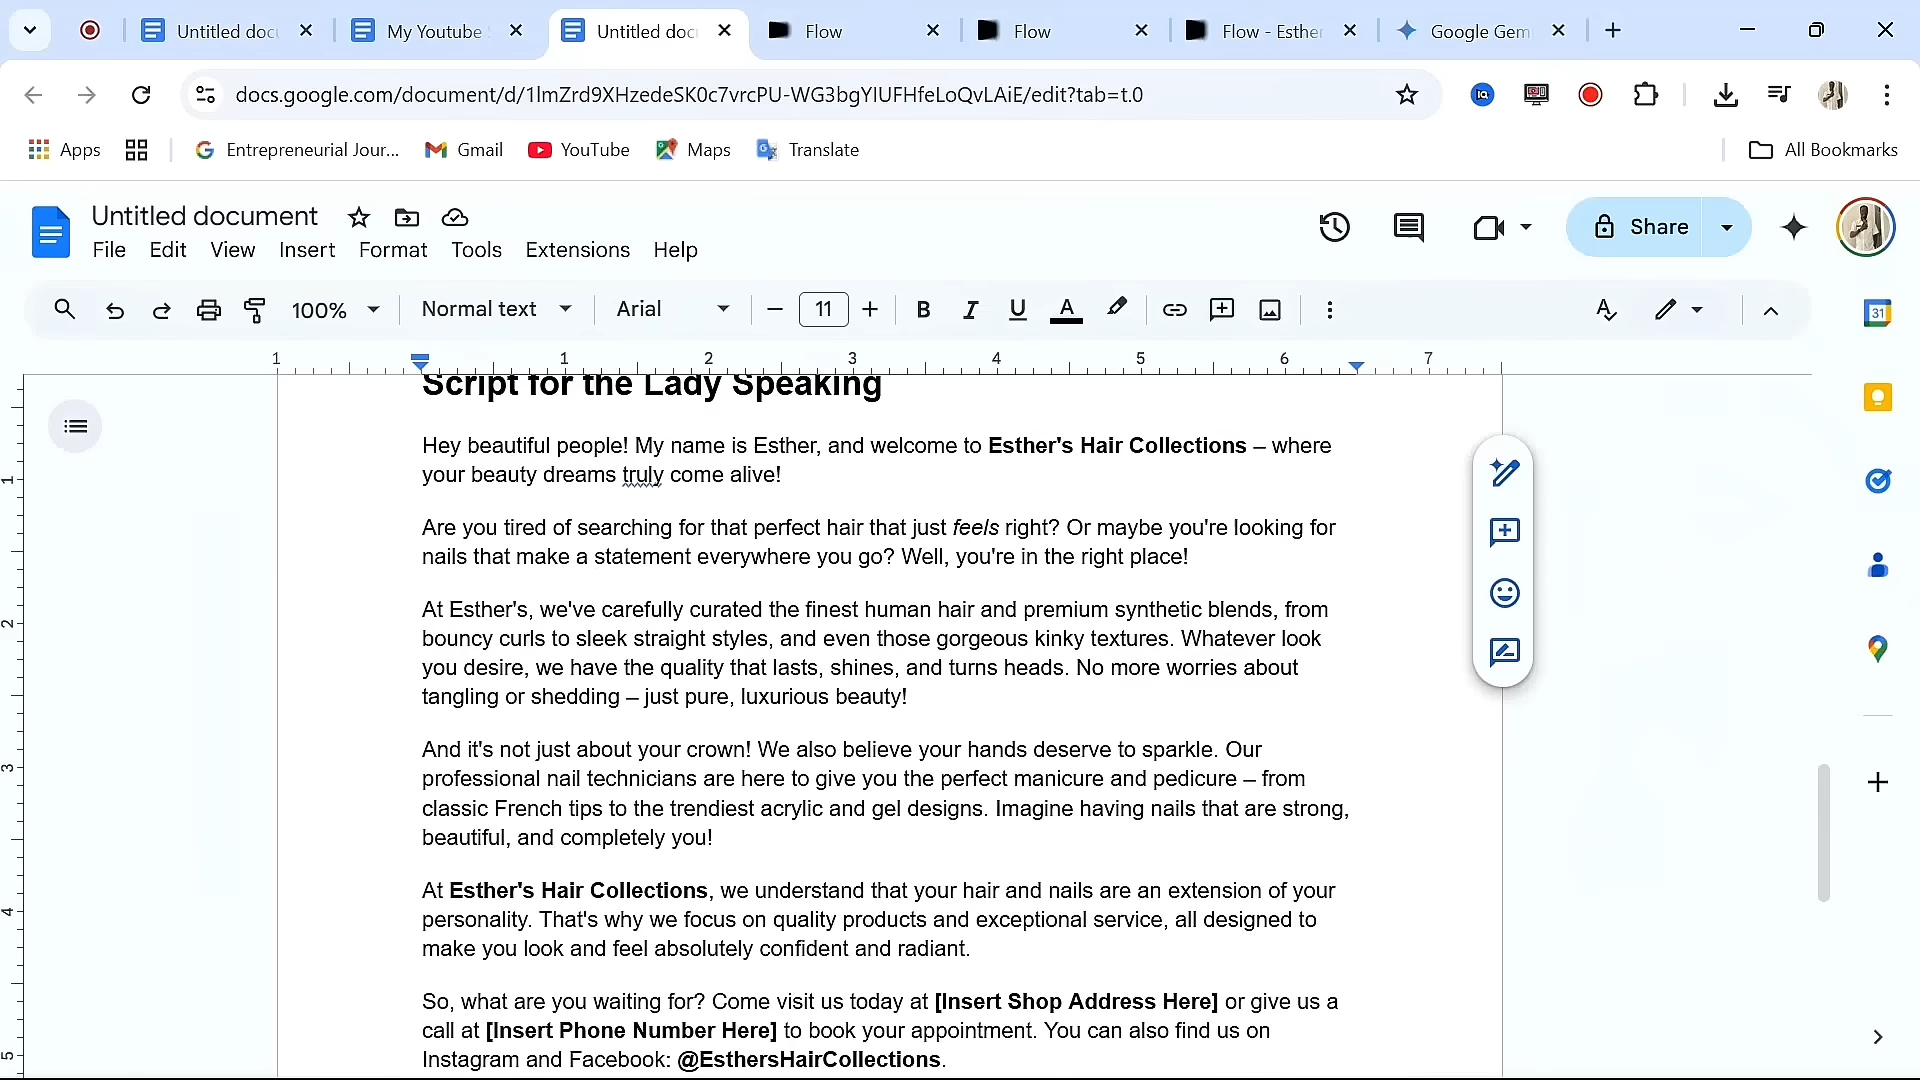 Untitled doc
My Youtube
Untitled doc
Flow
Flow
Flow - Esther
Google Gem
docs.google.com/document/d/1lmZrd9XHzedeSK0c7vrcPU-WG3bgYIUFHfeLoQvLAiE/edit?tab=t.0
Apps
Entrepreneurial Jour...
Gmail
YouTube
Maps
Translate
All Bookmarks
Untitled document
Share
File Edit View Insert Format Tools Extensions Help
100% Normal text Arial 11 B I U A
1 1 2 3 4 5 6 7
31
Script for the Lady Speaking
Hey beautiful people! My name is Esther, and welcome to Esther's Hair Collections – where
your beauty dreams truly come alive!
Are you tired of searching for that perfect hair that just feels right? Or maybe you're looking for
nails that make a statement everywhere you go? Well, you're in the right place!
At Esther's, we've carefully curated the finest human hair and premium synthetic blends, from
bouncy curls to sleek straight styles, and even those gorgeous kinky textures. Whatever look
you desire, we have the quality that lasts, shines, and turns heads. No more worries about
tangling or shedding – just pure, luxurious beauty!
And it's not just about your crown! We also believe your hands deserve to sparkle. Our
professional nail technicians are here to give you the perfect manicure and pedicure – from
classic French tips to the trendiest acrylic and gel designs. Imagine having nails that are strong,
beautiful, and completely you!
At Esther's Hair Collections, we understand that your hair and nails are an extension of your
personality. That's why we focus on quality products and exceptional service, all designed to
make you look and feel absolutely confident and radiant.
So, what are you waiting for? Come visit us today at [Insert Shop Address Here] or give us a
call at [Insert Phone Number Here] to book your appointment. You can also find us on
Instagram and Facebook: @EsthersHairCollections.
1
2
3
4
5